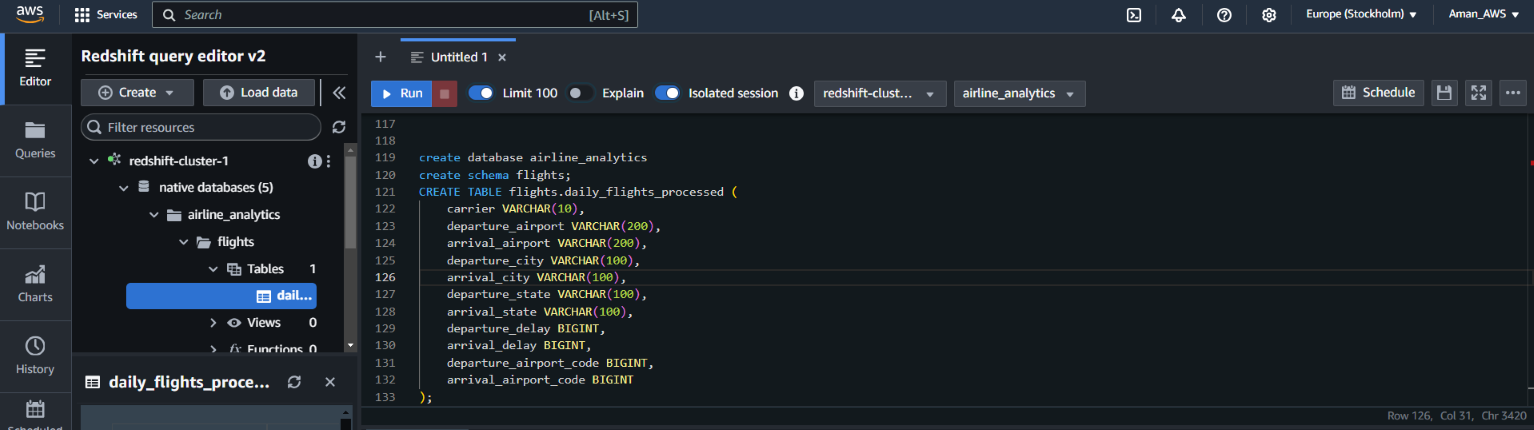 aws
Services
Search
[Alt+S]
Europe (Stockholm)
Aman_AWS
Editor
Queries
Notebooks
Charts
History
Redshift query editor v2
Create
Load data
Filter resources
redshift-cluster-1
native databases (5)
airline_analytics
flights
Tables 1
dail...
Views 0
fx Functions 0
daily_flights_proce...
Untitled 1
Run
Limit 100
Explain
Isolated session
redshift-clust...
airline_analytics
Schedule
117
118
119 create database airline_analytics
120 create schema flights;
121 CREATE TABLE flights.daily_flights_processed (
122 carrier VARCHAR(10),
123 departure_airport VARCHAR(200),
124 arrival_airport VARCHAR(200),
125 departure_city VARCHAR(100),
126 arrival_city VARCHAR(100),
127 departure_state VARCHAR(100),
128 arrival_state VARCHAR(100),
129 departure_delay BIGINT,
130 arrival_delay BIGINT,
131 departure_airport_code BIGINT,
132 arrival_airport_code BIGINT
133 );
Row 126, Col 31, Chr 3420